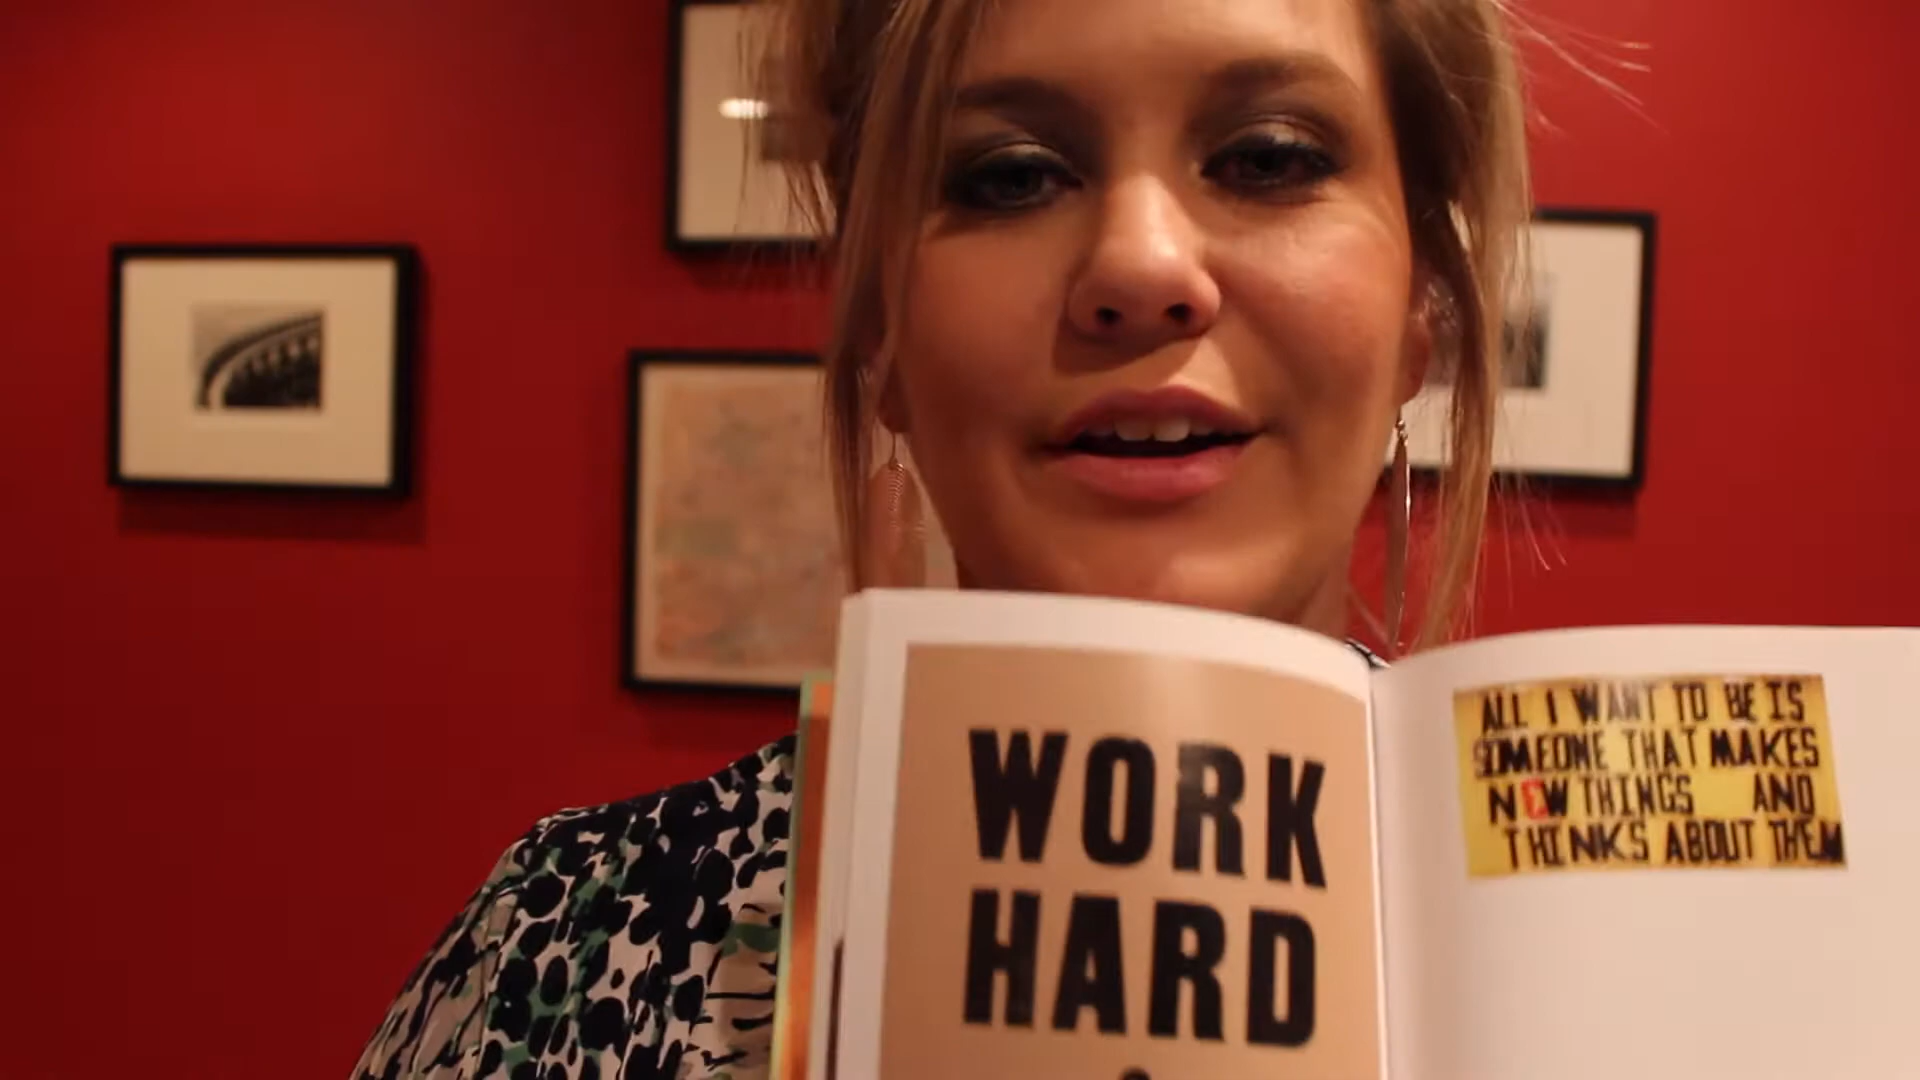 WORK
HARD
ALL I WANT TO BE IS
SOMEONE THAT MAKES
NEW THINGS AND
THINKS ABOUT THEM